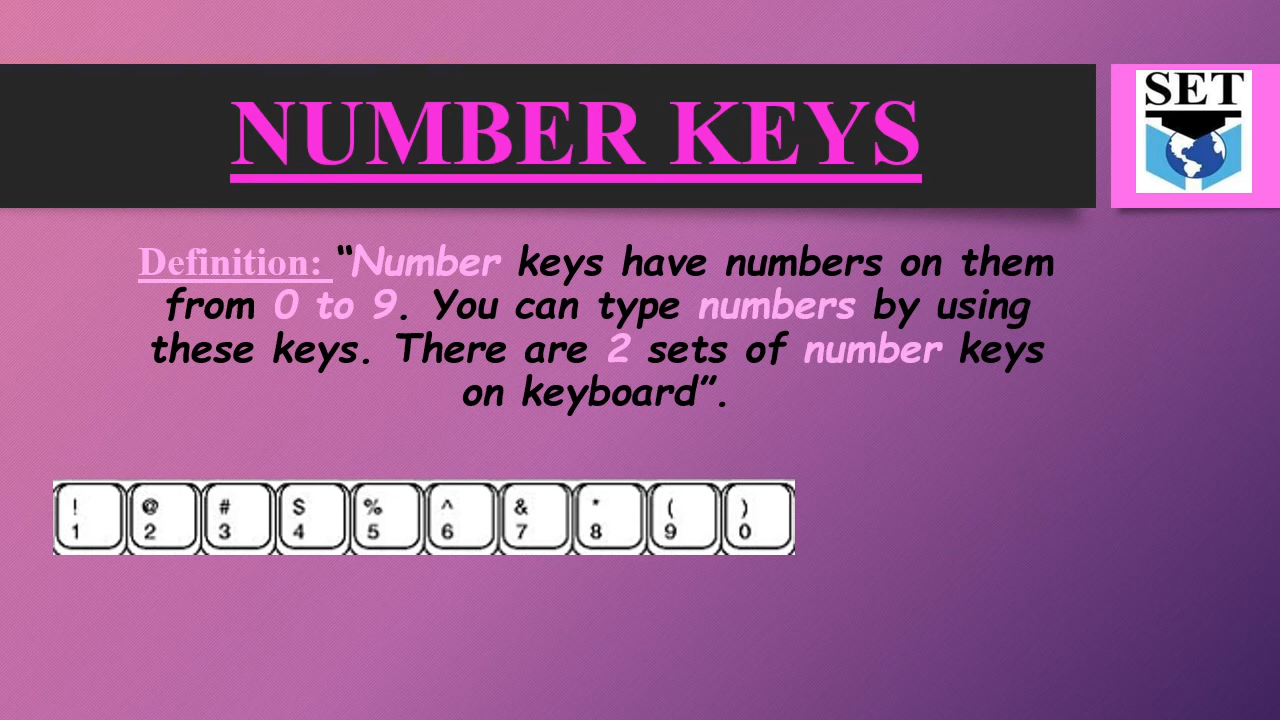 NUMBER KEYS
SET
Definition: “Number keys have numbers on them
from 0 to 9. You can type numbers by using
these keys. There are 2 sets of number keys
on keyboard”.
! @ # $ % ^ & * ( )
1 2 3 4 5 6 7 8 9 0